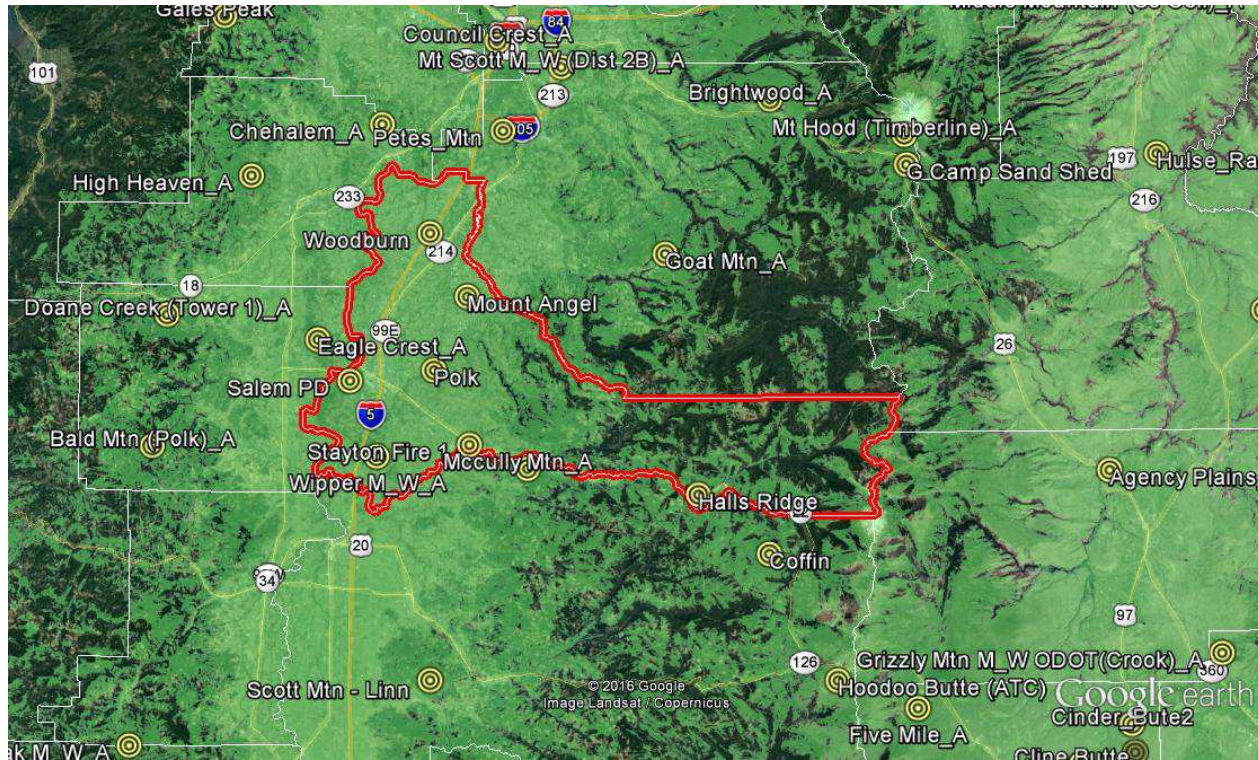 Gales Peak
84
Council Crest_A
101
Mt Scott M_W (Dist 2B)_A
213
Brightwood_A
Chehalem_A
Petes_Mtn
Mt Hood (Timberline)_A
197
Hulse_Ra
High Heaven_A
G_Camp Sand Shed
233
216
Woodburn
214
Goat Mtn_A
18
Doane Creek (Tower 1)_A
Mount Angel
99E
Eagle Crest_A
26
Salem PD
Polk
5
Bald Mtn (Polk)_A
Stayton Fire 1
Mccully Mtn_A
Wipper M_W_A
Halls Ridge
Agency Plains
20
Coffin
34
97
126
Grizzly Mtn M_W ODOT(Crook)_A
Scott Mtn - Linn
Hoodoo Butte (ATC)
© 2016 Google
Image Landsat / Copernicus
Google earth
Five Mile_A
Cinder_Bute2
ak M_W_A
Cline Butte